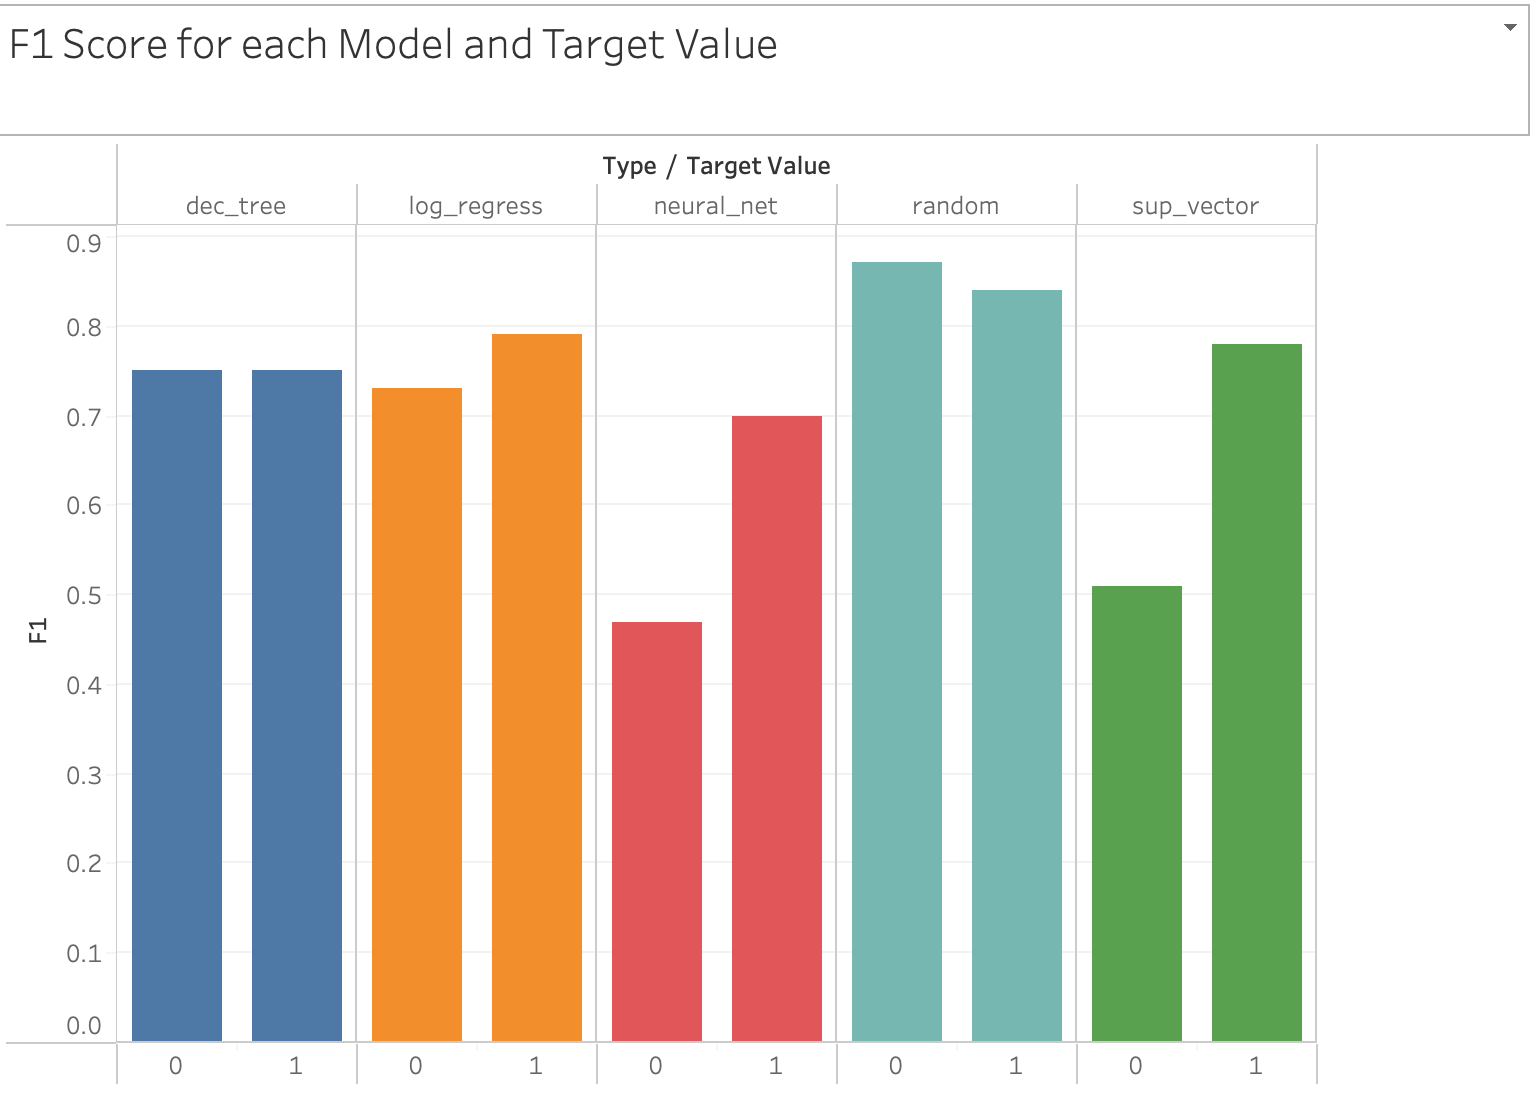 F1 Score for each Model and Target Value
Type / Target Value
dec_tree log_regress neural_net random sup_vector
0.9
0.8
0.7
0.6
0.5
0.4
0.3
0.2
0.1
0.0
F1
0 1 0 1 0 1 0 1 0 1